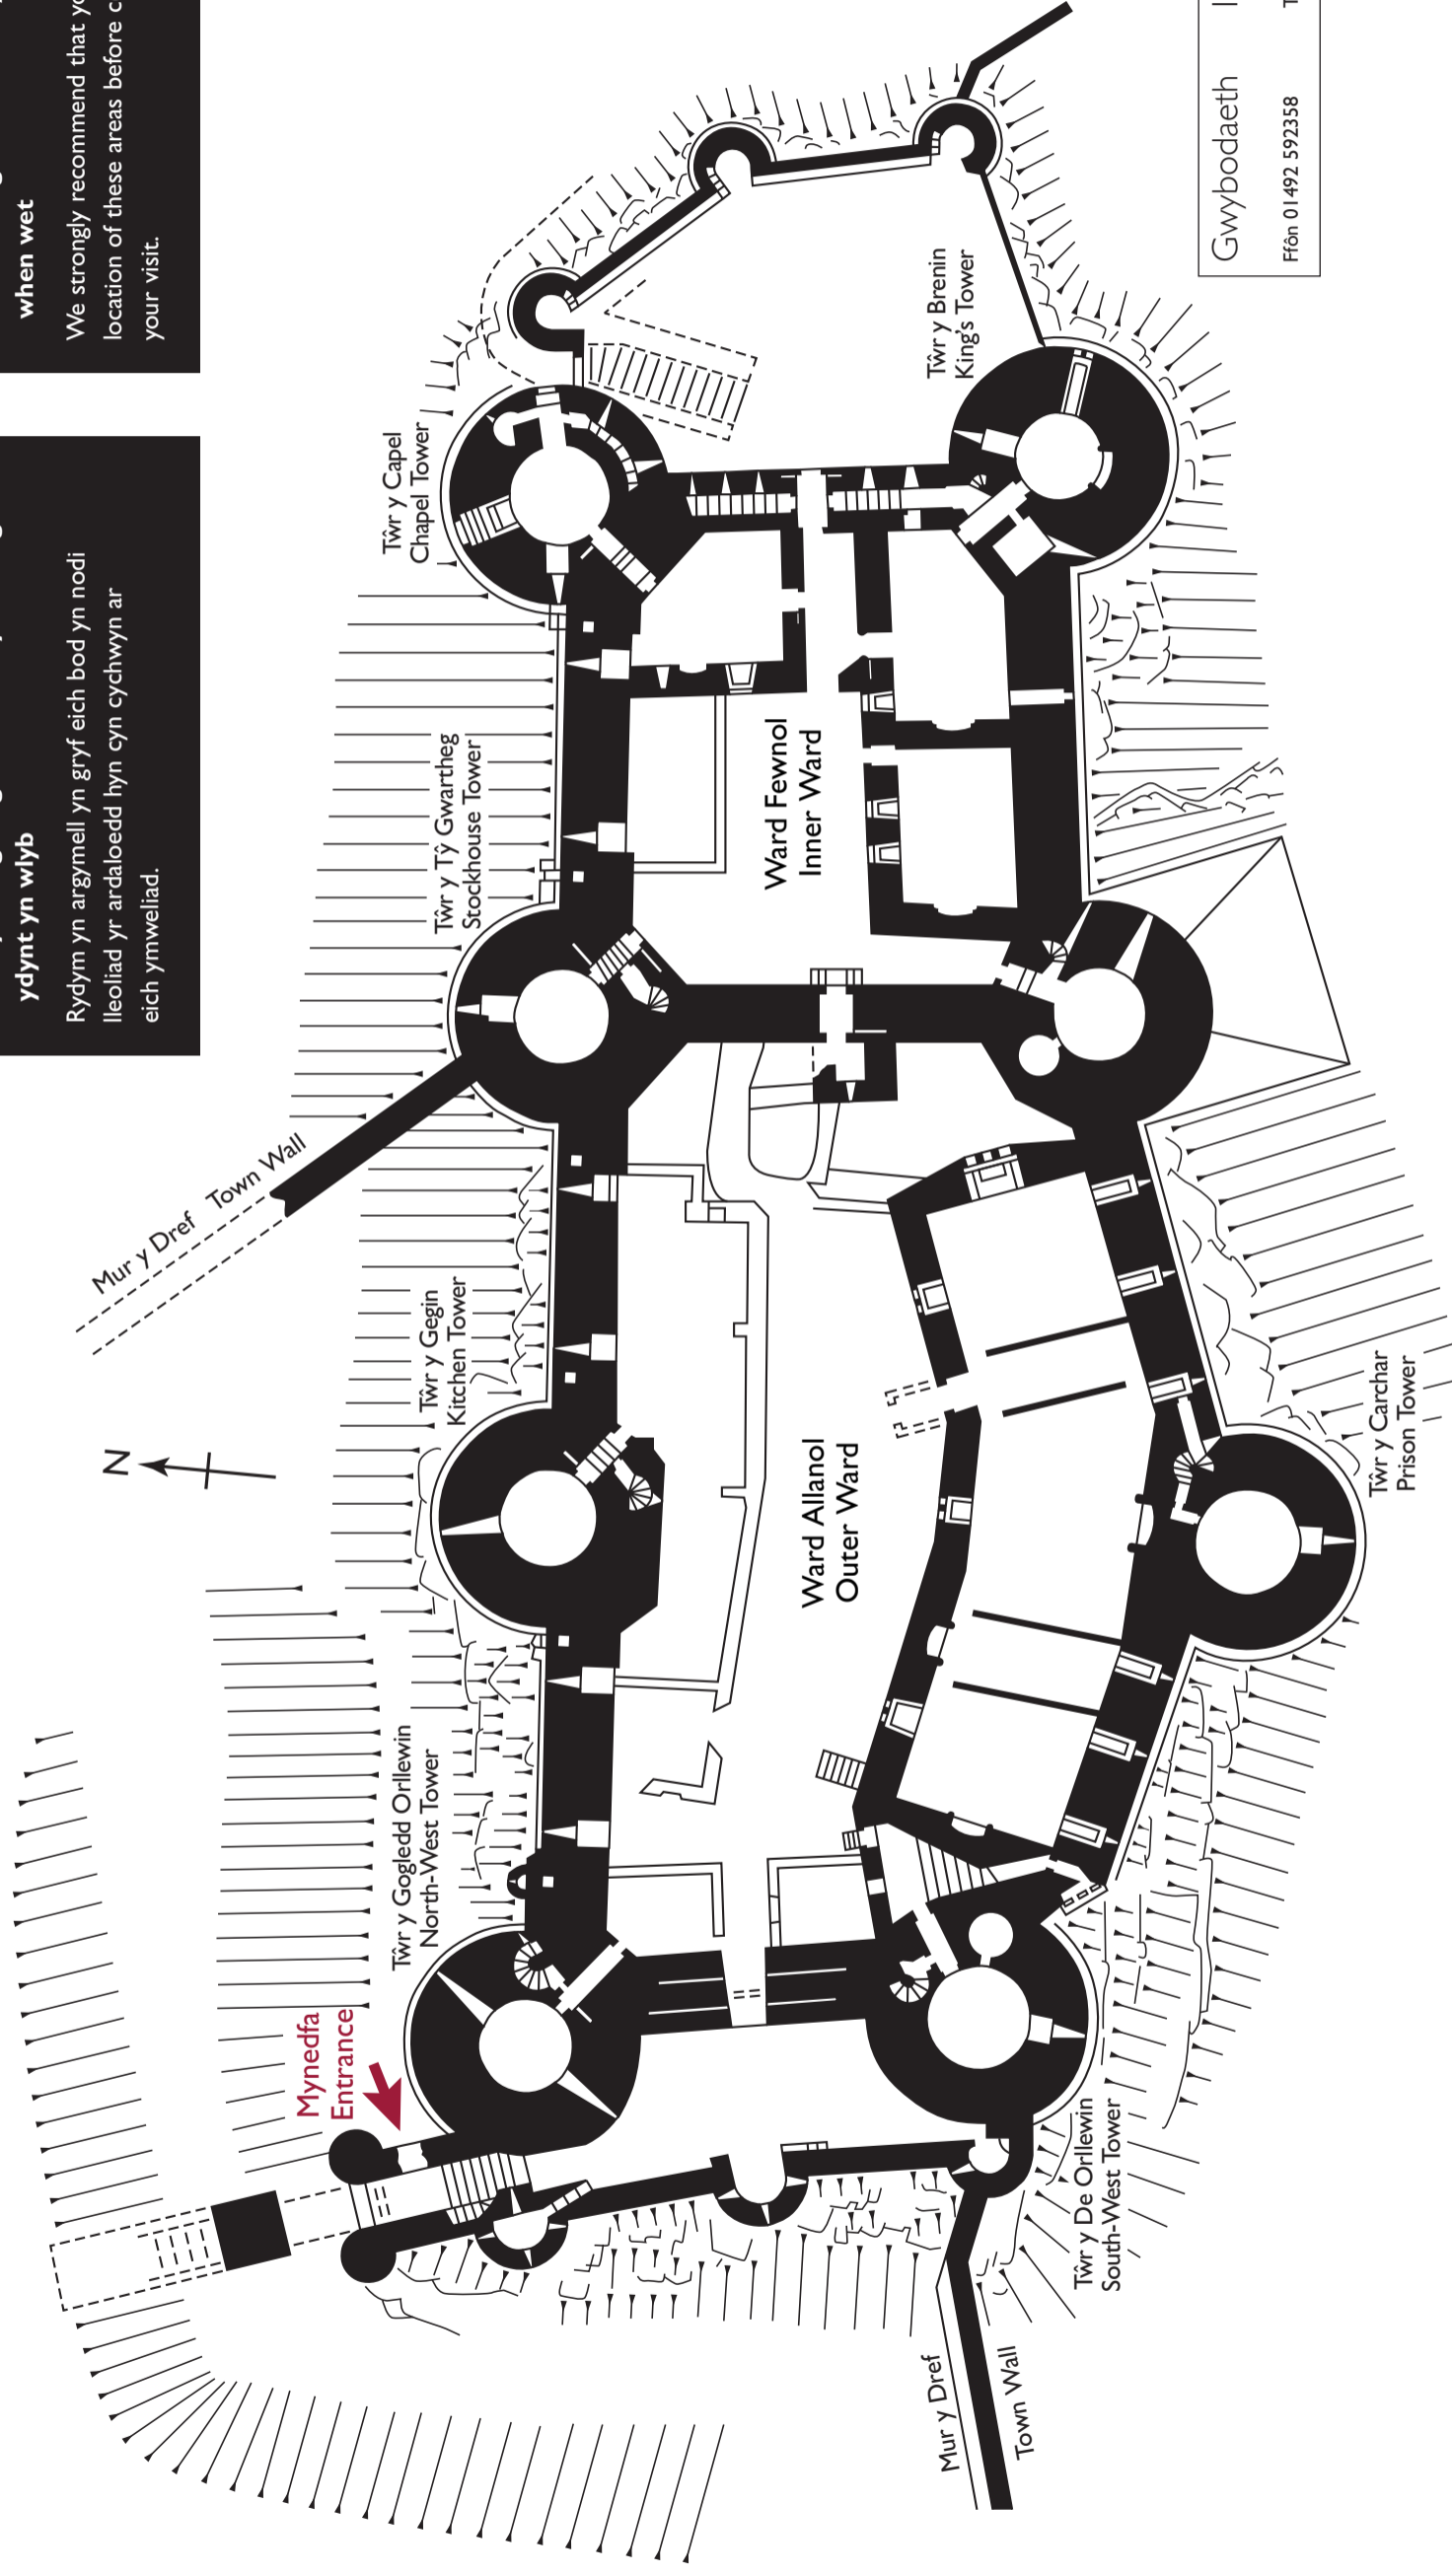 when wet
We strongly recommend that
location of these areas before
your visit.
ydynt yn wlyb
Rydym yn argymell yn gryf eich bod yn nodi
lleoliad yr ardaloedd hyn cyn cychwyn ar
eich ymweliad.
Gwybodaeth
Ffôn 01492 592358
Tŵr y Capel
Chapel Tower
Tŵr y Brenin
King's Tower
Tŵr y Tŷ Gwartheg
Stockhouse Tower
Ward Fewnol
Inner Ward
Mur y Dref Town Wall
N
Tŵr y Gegin
Kitchen Tower
Ward Allanol
Outer Ward
Tŵr y Carchar
Prison Tower
Tŵr y Gogledd Orllewin
North-West Tower
Mynedfa
Entrance
Tŵr y De Orllewin
South-West Tower
Mur y Dref
Town Wall